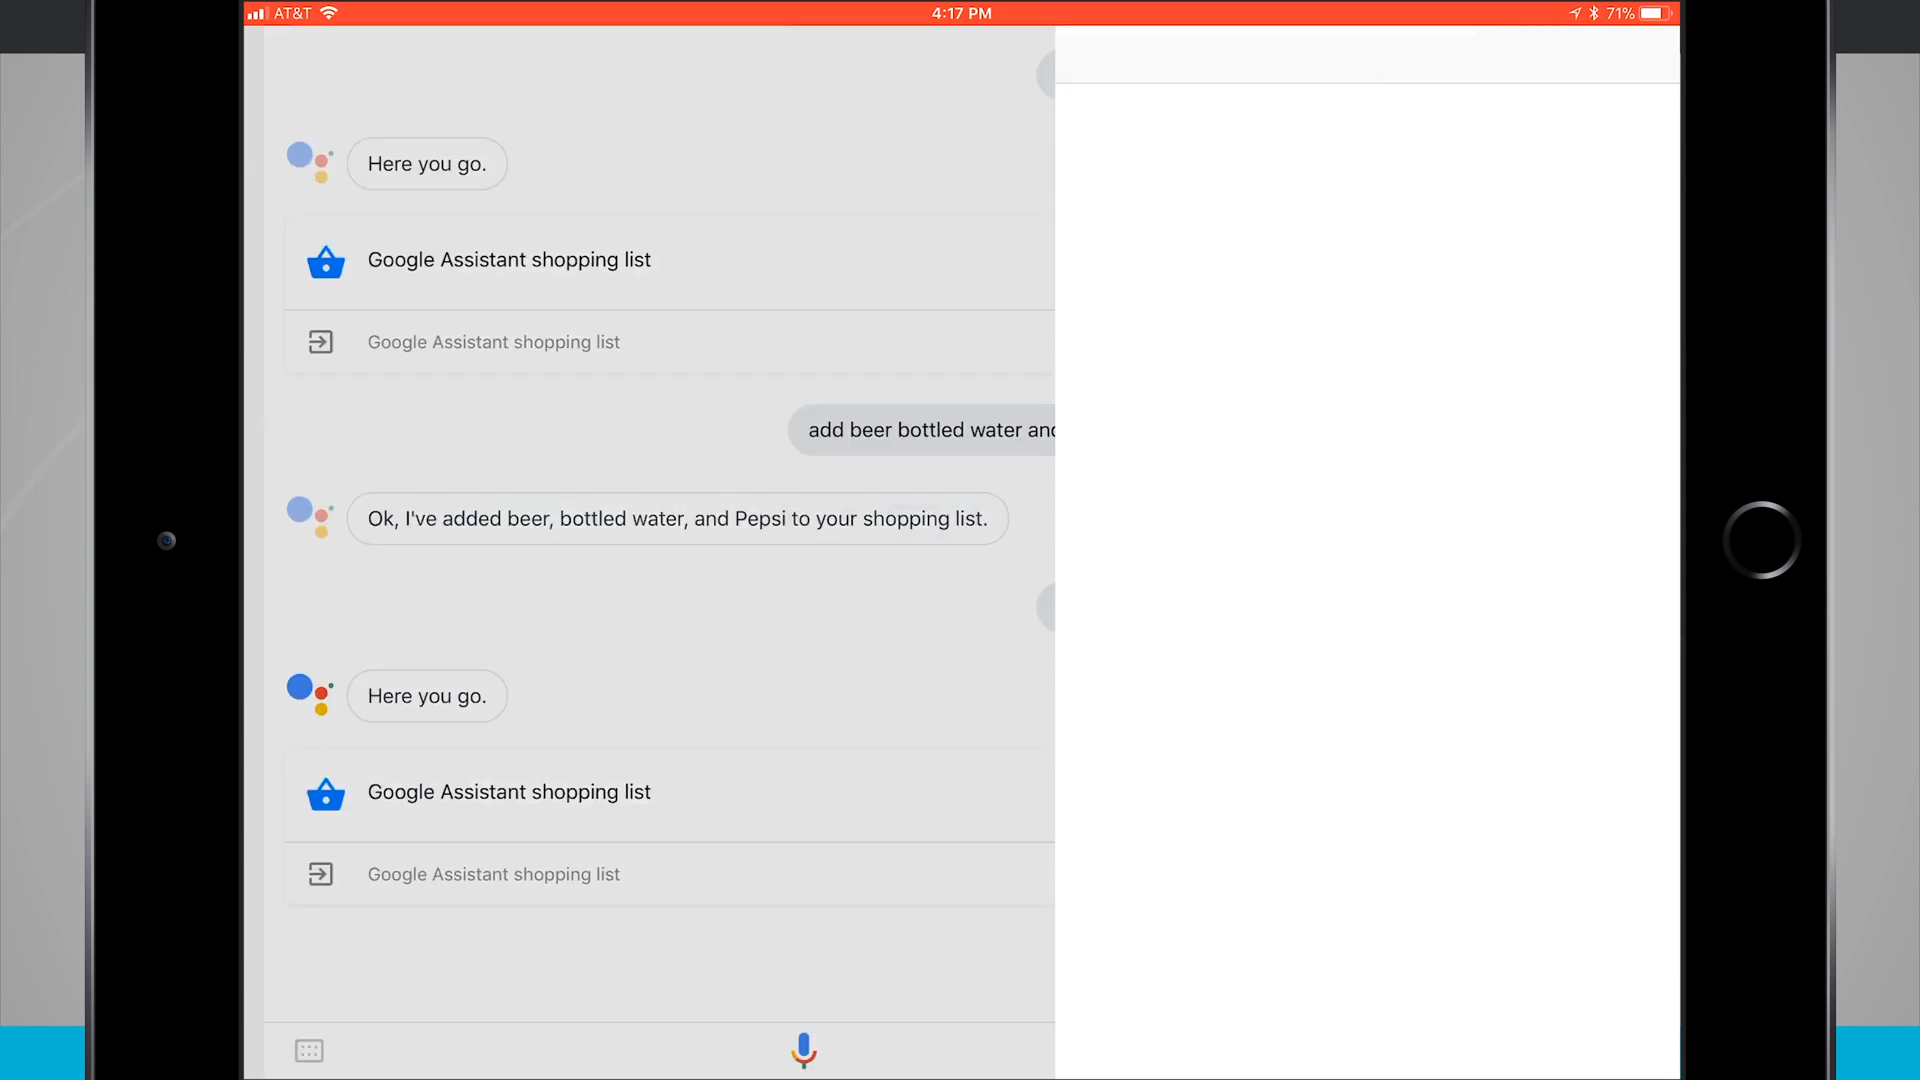 AT&T 4:17 PM 71%
Here you go.
Google Assistant shopping list
Google Assistant shopping list
add beer bottled water and
Ok, I've added beer, bottled water, and Pepsi to your shopping list.
Here you go.
Google Assistant shopping list
Google Assistant shopping list